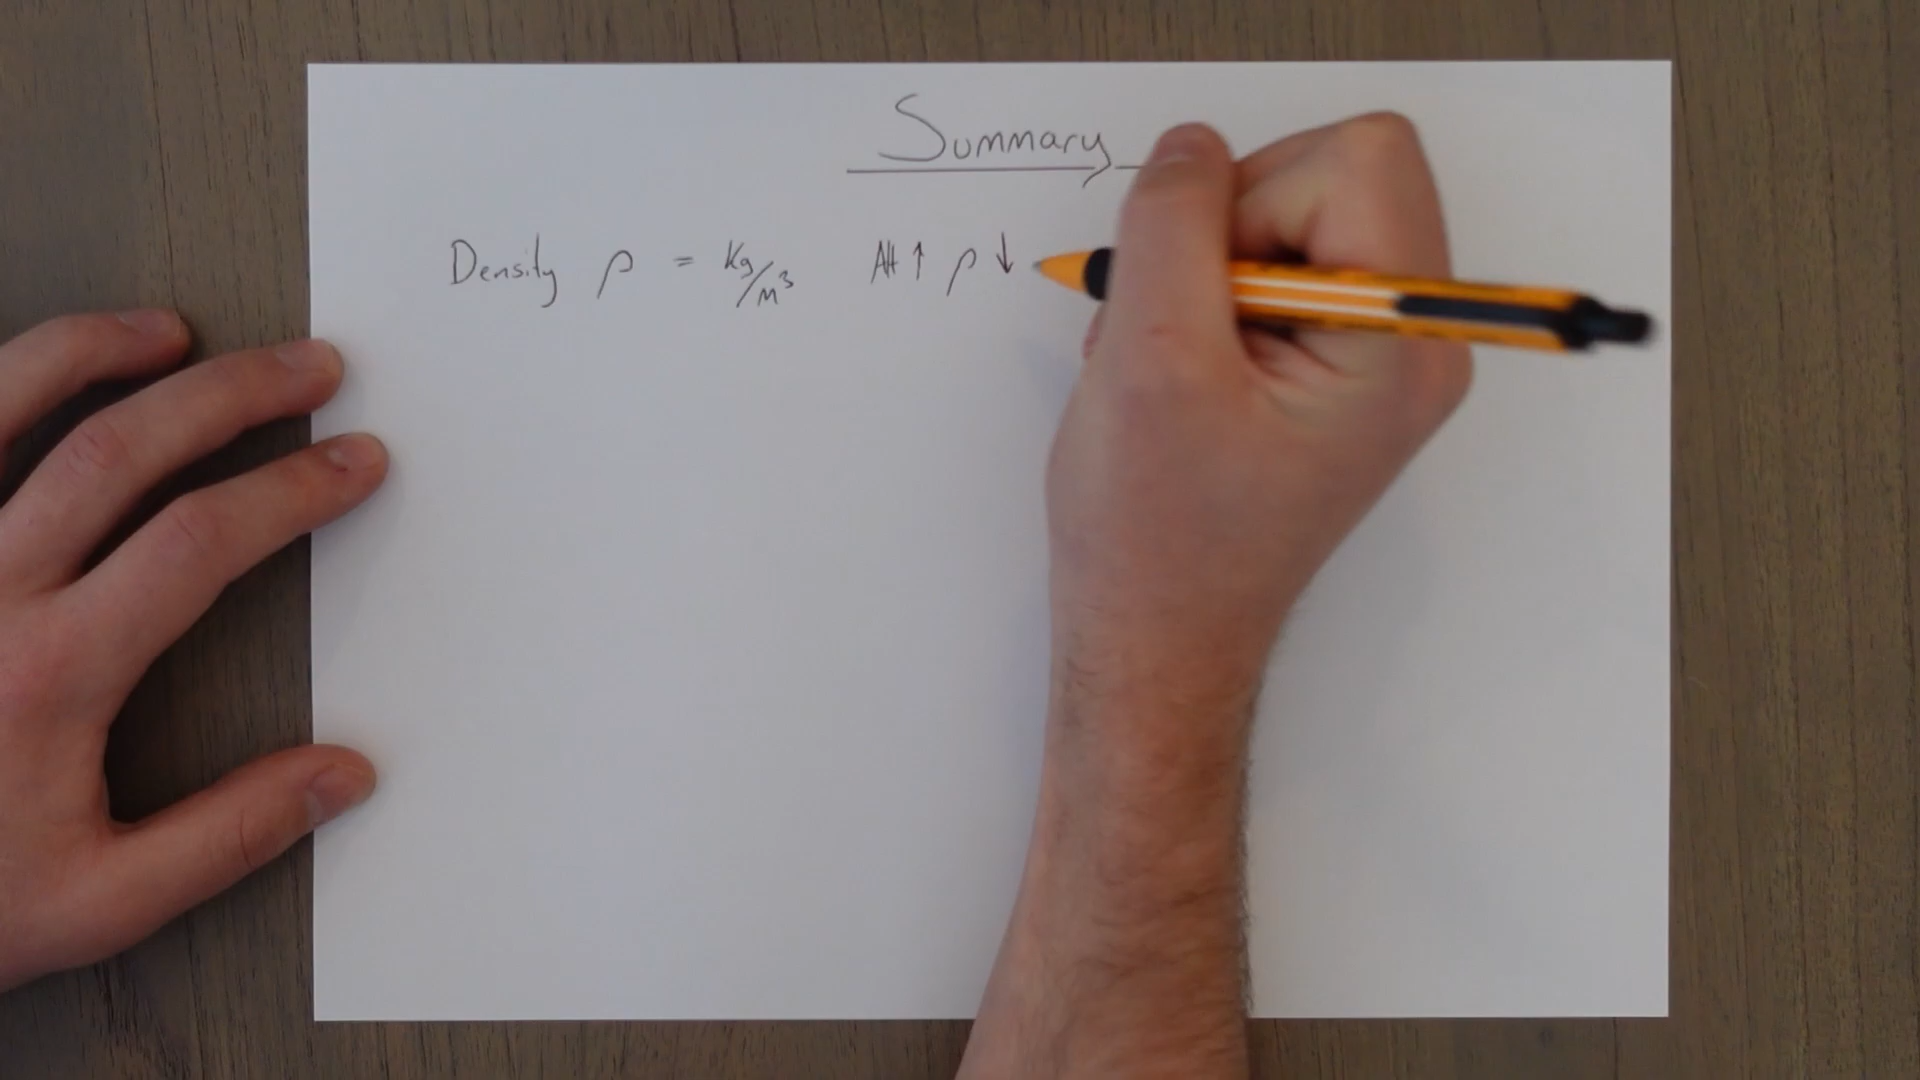 Summary
Density ρ = Kg/m³ Alt ↑ ρ ↓